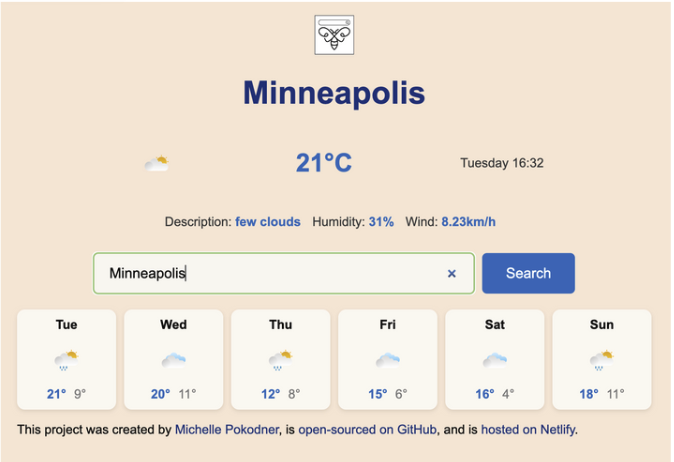 Minneapolis
21°C
Tuesday 16:32
Description: few clouds Humidity: 31% Wind: 8.23km/h
Minneapolis ×
Search
Tue Wed Thu Fri Sat Sun
21° 9° 20° 11° 12° 8° 15° 6° 16° 4° 18° 11°
This project was created by Michelle Pokodner, is open-sourced on GitHub, and is hosted on Netlify.